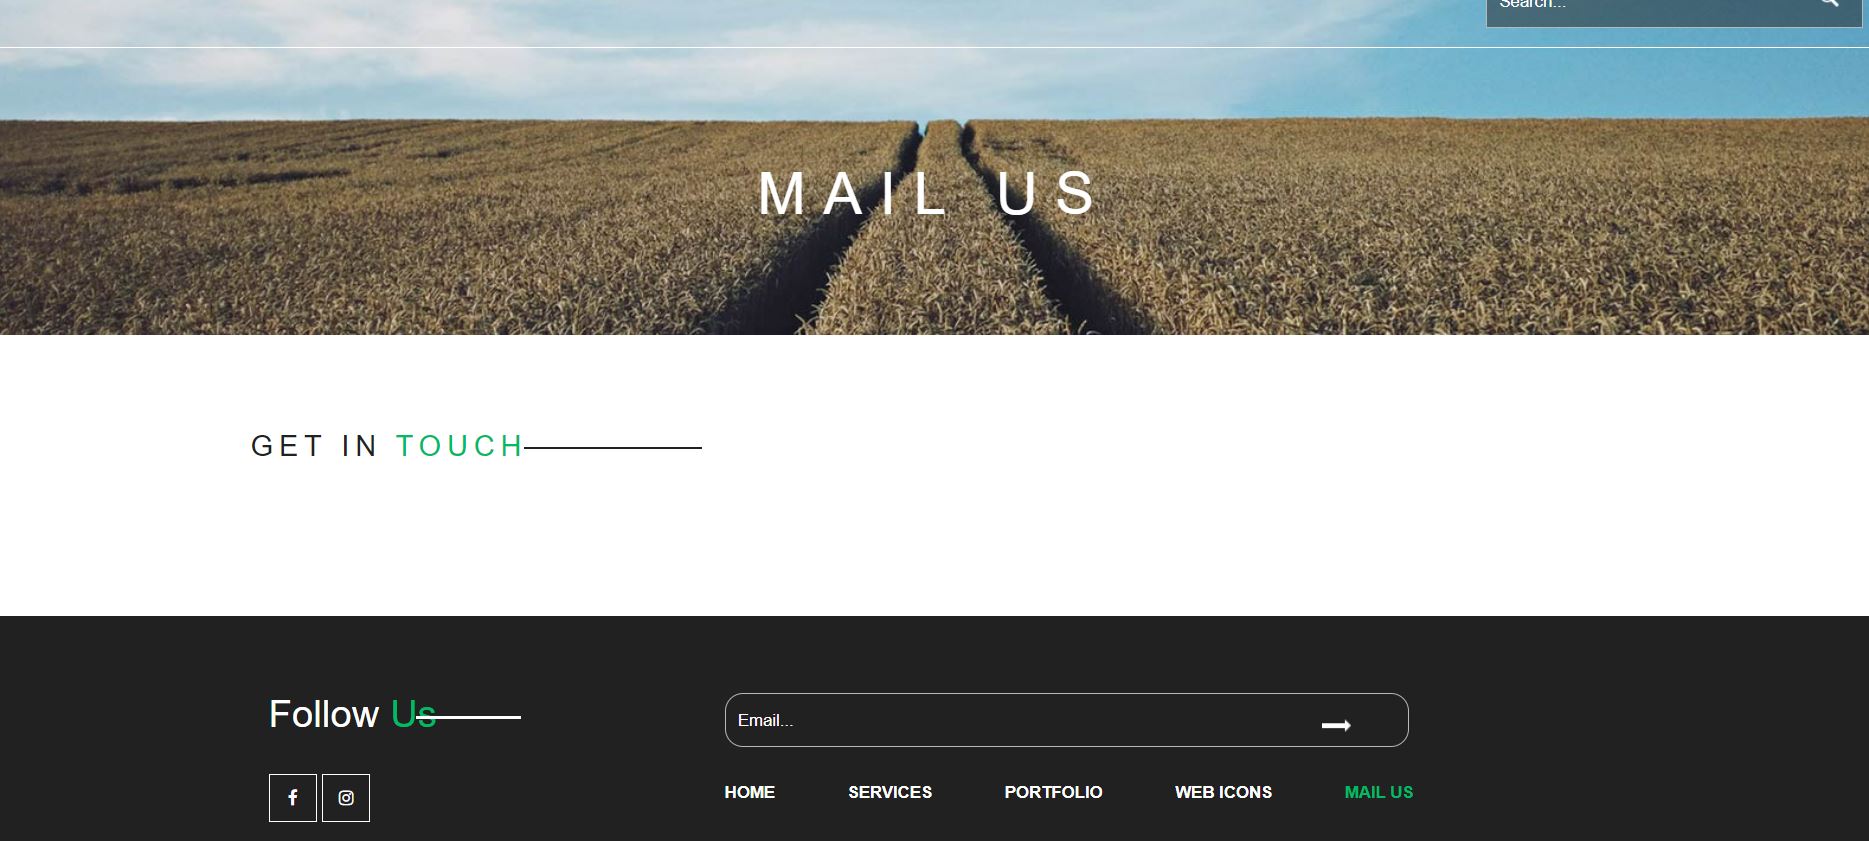 Search...
MAIL US
GET IN TOUCH
Follow Us
Email...
HOME SERVICES PORTFOLIO WEB ICONS MAIL US